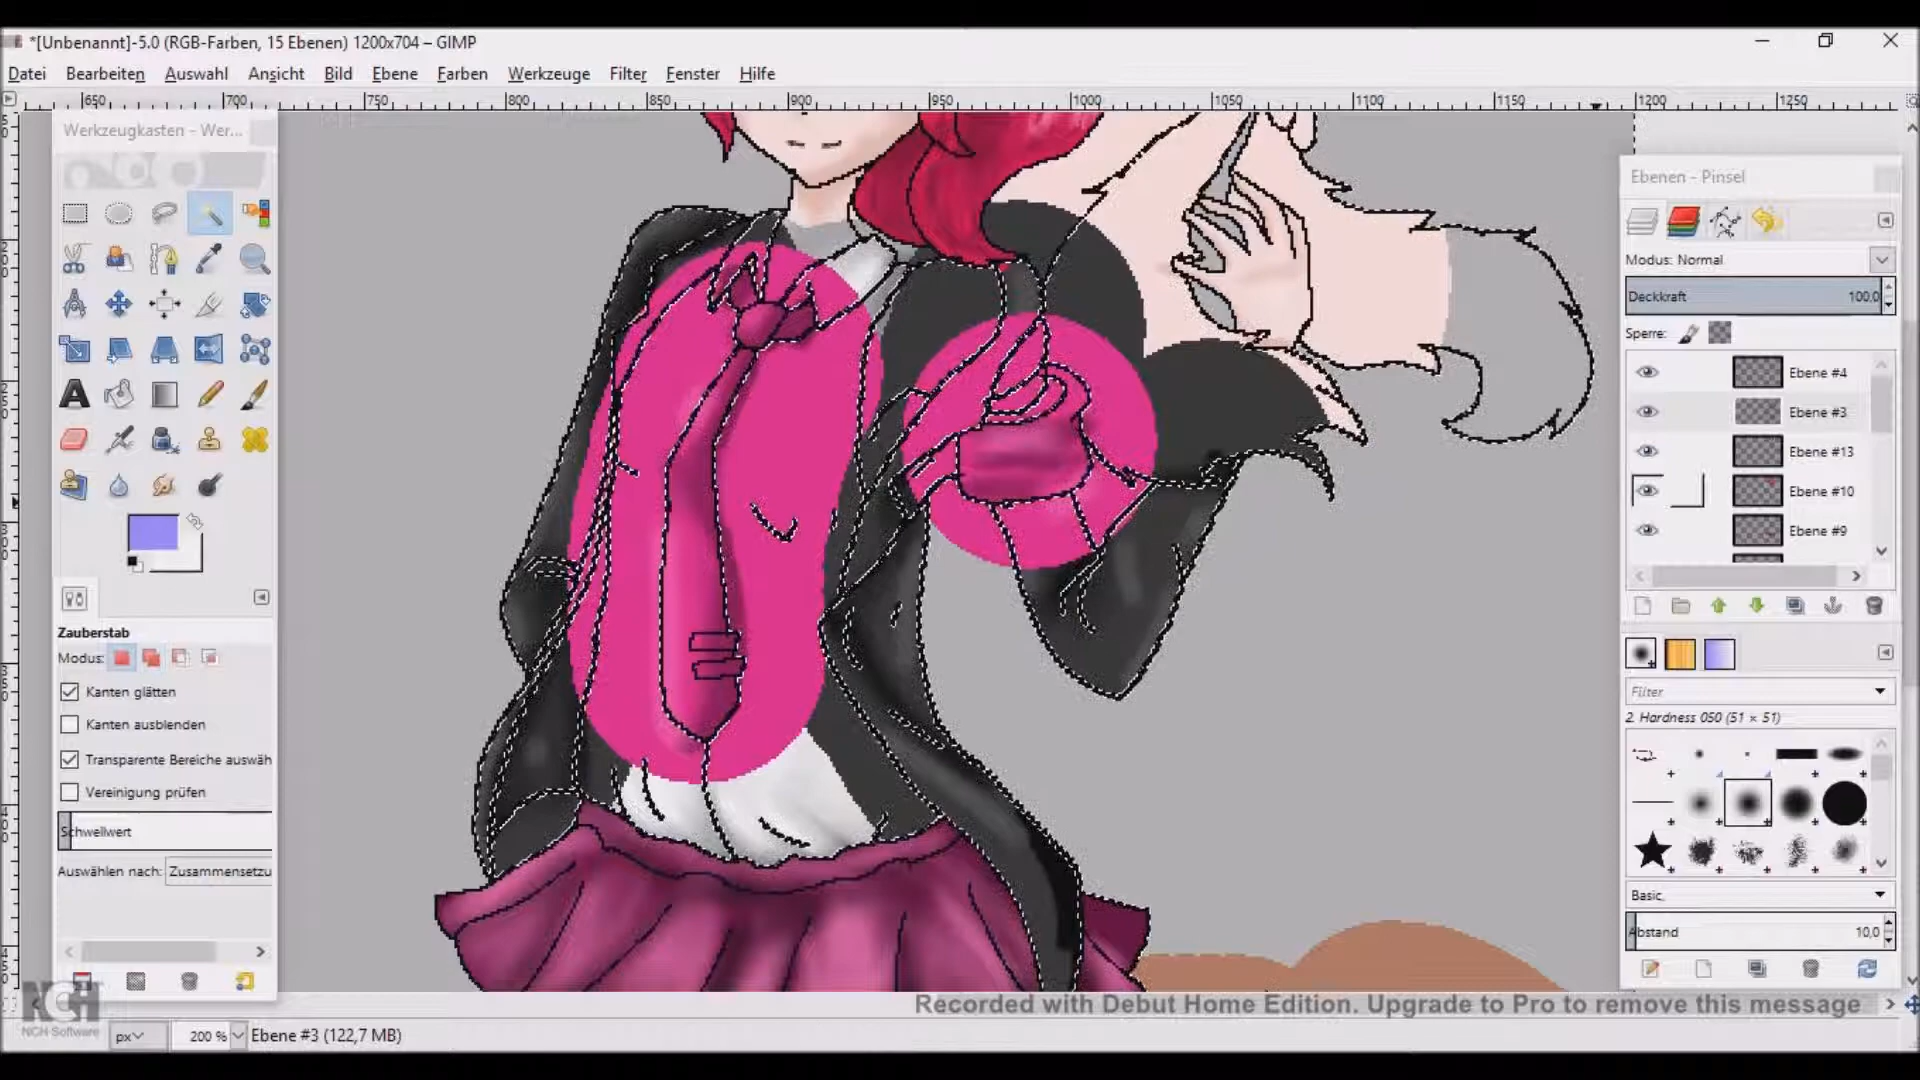 *[Unbenannt]-5.0 (RGB-Farben, 15 Ebenen) 1200x704 – GIMP
Datei Bearbeiten Auswahl Ansicht Bild Ebene Farben Werkzeuge Filter Fenster Hilfe
650 700 750 800 850 900 950 1000 1050 1100 1150 1200 1250
Werkzeugkasten - Wer...
Zauberstab
Modus:
Kanten glätten
Kanten ausblenden
Transparente Bereiche auswäh
Vereinigung prüfen
Schwellwert
Auswählen nach: Zusammensetzu
Ebenen - Pinsel
Modus: Normal
Deckkraft 100,0
Sperre:
Ebene #4
Ebene #3
Ebene #13
Ebene #10
Ebene #9
Filter
2. Hardness 050 (51 × 51)
Basic,
Abstand 10,0
Recorded with Debut Home Edition. Upgrade to Pro to remove this message
NCH
NCH Software
px 200 % Ebene #3 (122,7 MB)